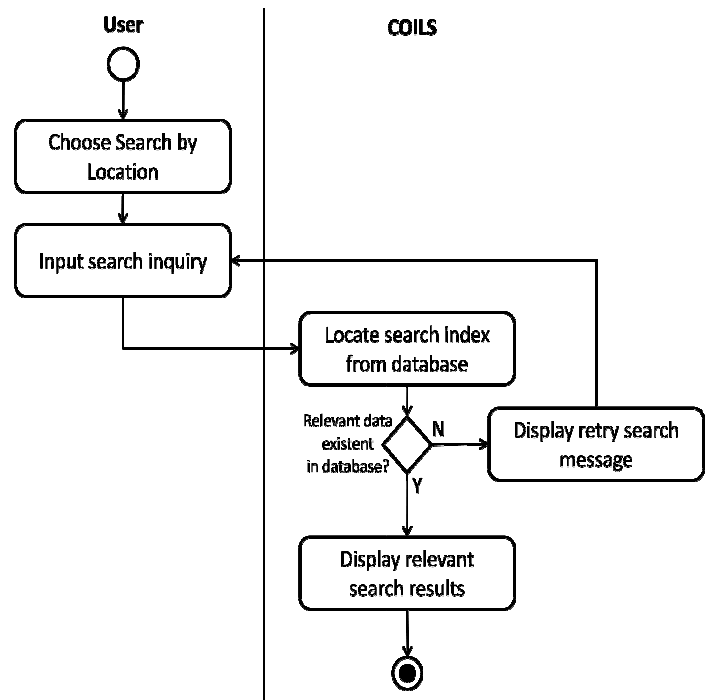 User
COILS
Choose Search by
Location
Input search inquiry
Locate search index
from database
Relevant data
existent
in database?
N
Display retry search
message
Y
Display relevant
search results